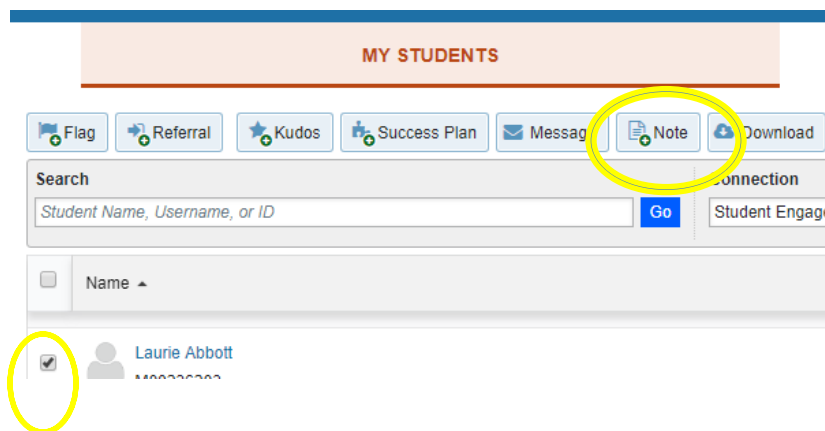 MY STUDENTS
Flag Referral Kudos Success Plan Messag Note Download
Search Connection
Student Name, Username, or ID Go Student Engag
Name
Laurie Abbott